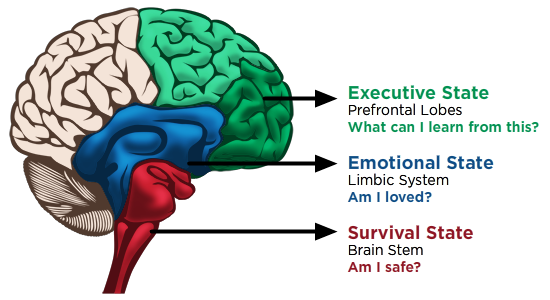 Executive State
Prefrontal Lobes
What can I learn from this?
Emotional State
Limbic System
Am I loved?
Survival State
Brain Stem
Am I safe?